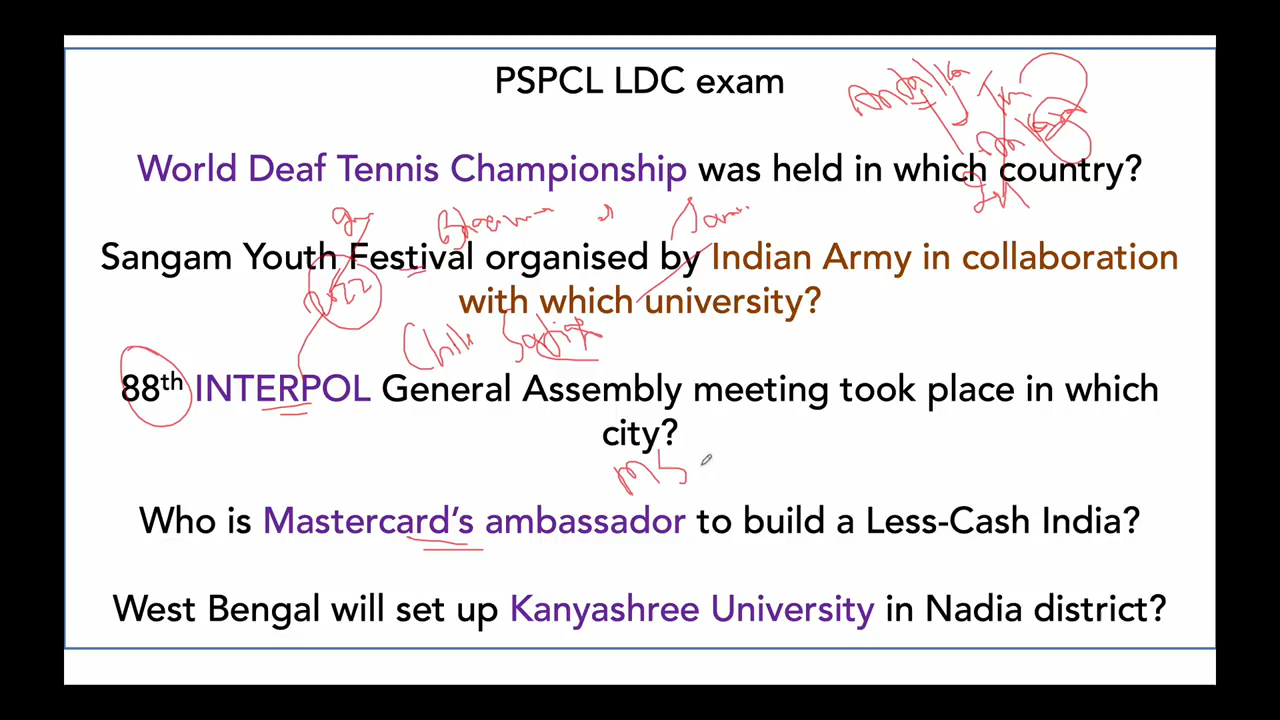 PSPCL LDC exam
World Deaf Tennis Championship was held in which country?
Sangam Youth Festival organised by Indian Army in collaboration
with which university?
2022
88th INTERPOL General Assembly meeting took place in which
city?
Who is Mastercard's ambassador to build a Less-Cash India?
West Bengal will set up Kanyashree University in Nadia district?